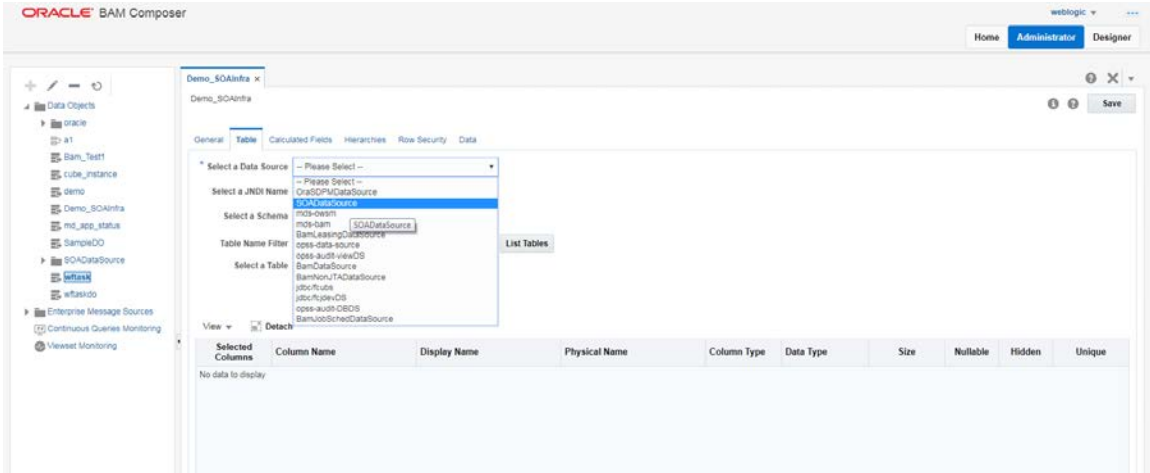 ORACLE BAM Composer
weblogic
Home Administrator Designer
Data Objects
oracle
a1
Bam_Test1
cube_instance
demo
Demo_SOAInfra
md_app_status
SampleDO
SOADataSource
wftask
wftaskdo
Enterprise Message Sources
Continuous Queries Monitoring
Viewset Monitoring
Demo_SOAInfra
Demo_SOAInfra
Save
General Table Calculated Fields Hierarchies Row Security Data
* Select a Data Source -- Please Select --
Select a JNDI Name
Select a Schema
Table Name Filter
List Tables
Select a Table
-- Please Select --
OraSDPMDataSource
SOADataSource
mds-owsm
mds-bam
SOADataSource
BamLeasingDataSource
opss-data-source
opss-audit-viewDS
BamDataSource
BamNonJTADataSource
jdbc/fcubs
jdbc/fcjdevDS
opss-audit-DBDS
BamJobSchedDataSource
View Detach
Selected Columns Column Name Display Name Physical Name Column Type Data Type Size Nullable Hidden Unique
No data to display